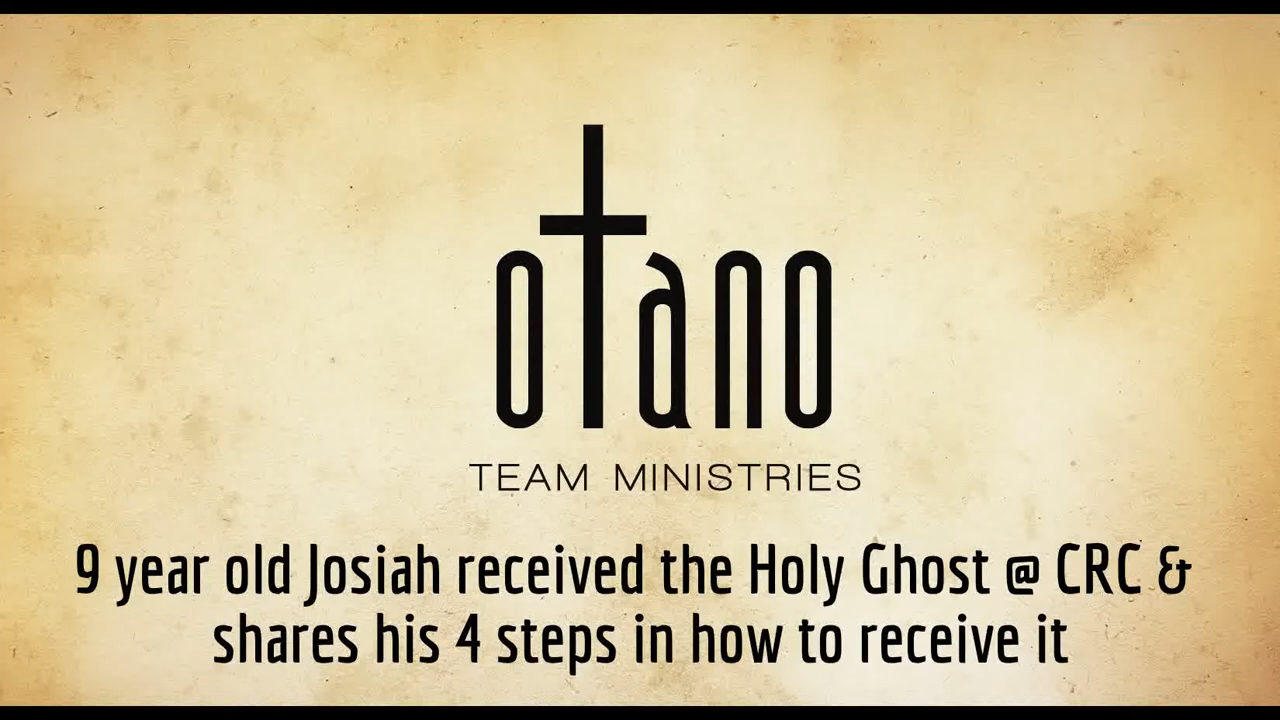 otano
TEAM MINISTRIES
9 year old Josiah received the Holy Ghost @ CRC &
shares his 4 steps in how to receive it